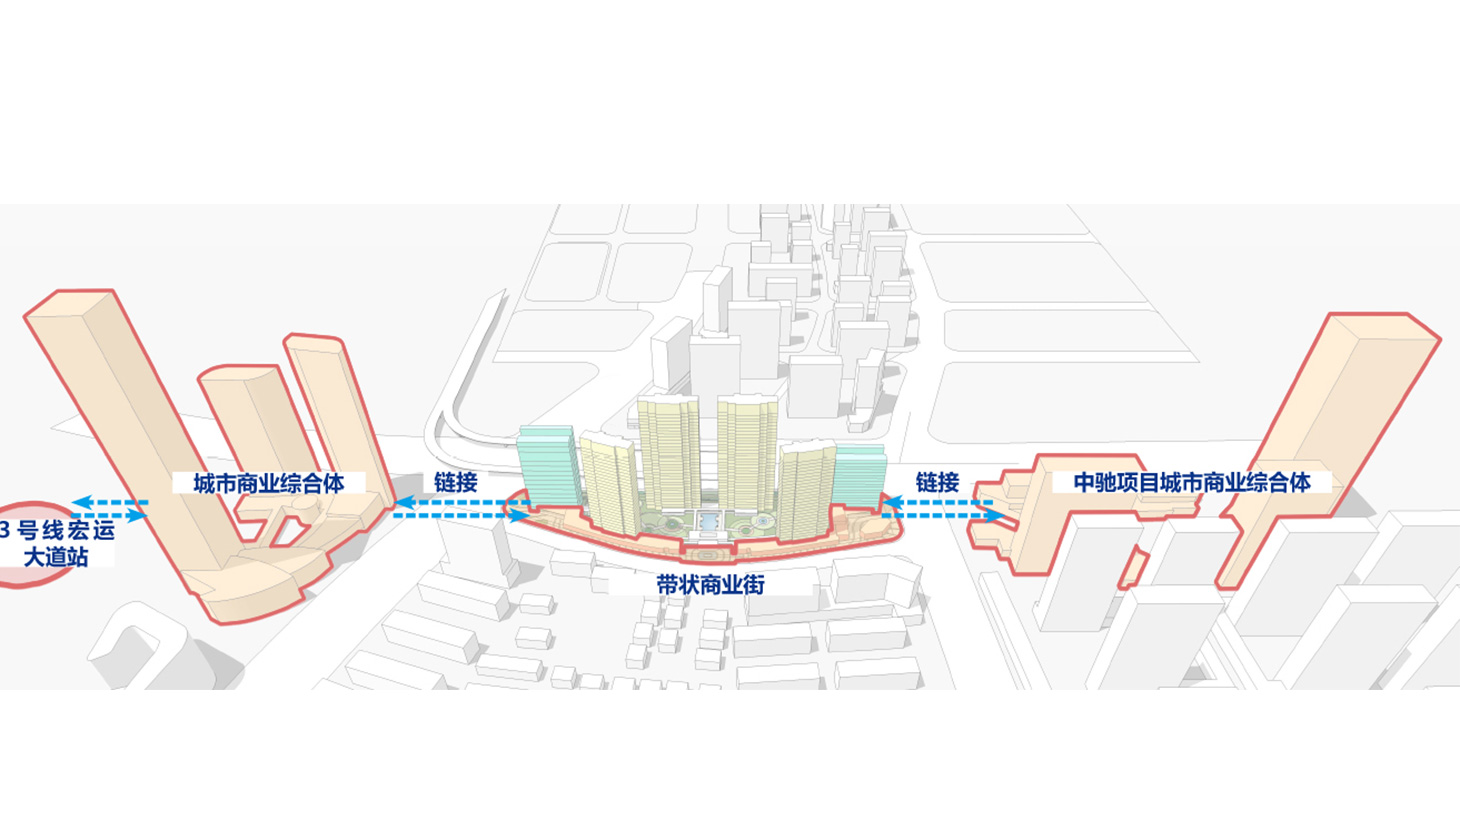 城市商业综合体
链接
链接
中驰项目城市商业综合体
3号线宏运
大道站
带状商业街